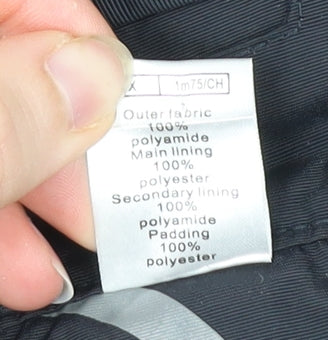 X 1m75/CH
Outer fabric
100%
polyamide
Main lining
100%
polyester
Secondary lining
100%
polyamide
Padding
100%
polyester